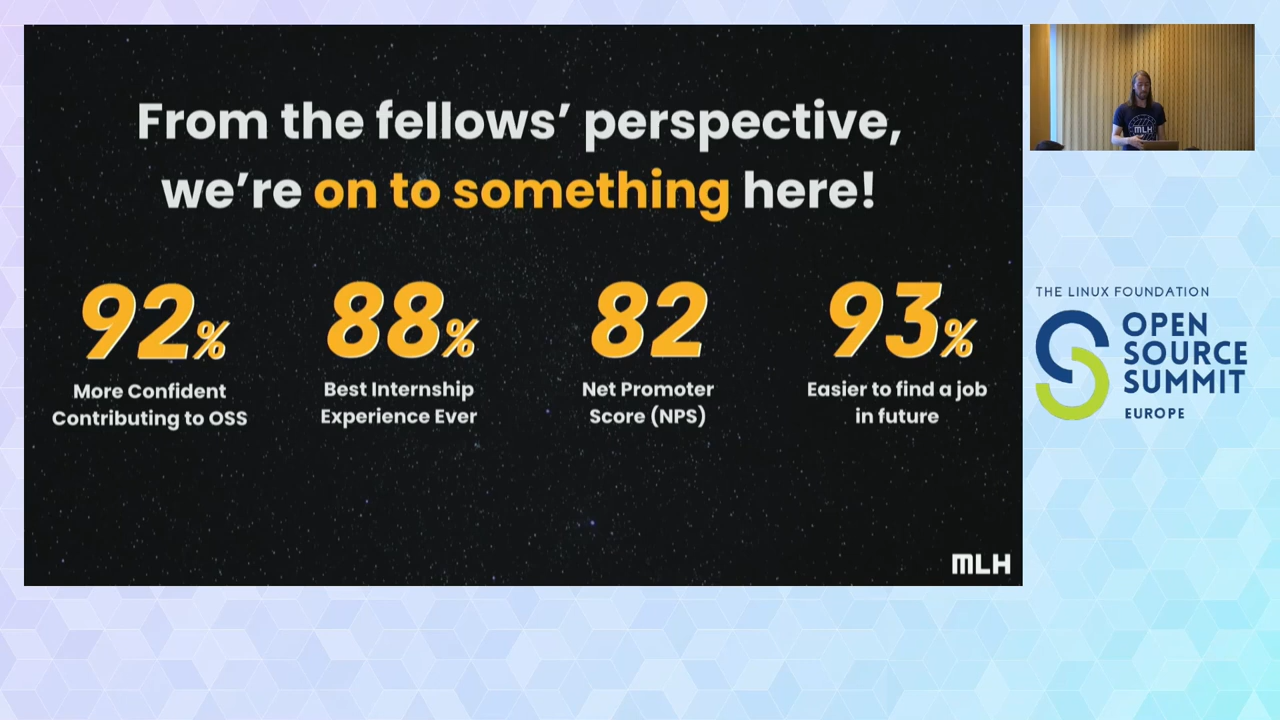 From the fellows’ perspective,
we’re on to something here!
92%
More Confident
Contributing to OSS
88%
Best Internship
Experience Ever
82
Net Promoter
Score (NPS)
93%
Easier to find a job
in future
MLH
MLH
THE LINUX FOUNDATION
OPEN
SOURCE
SUMMIT
EUROPE